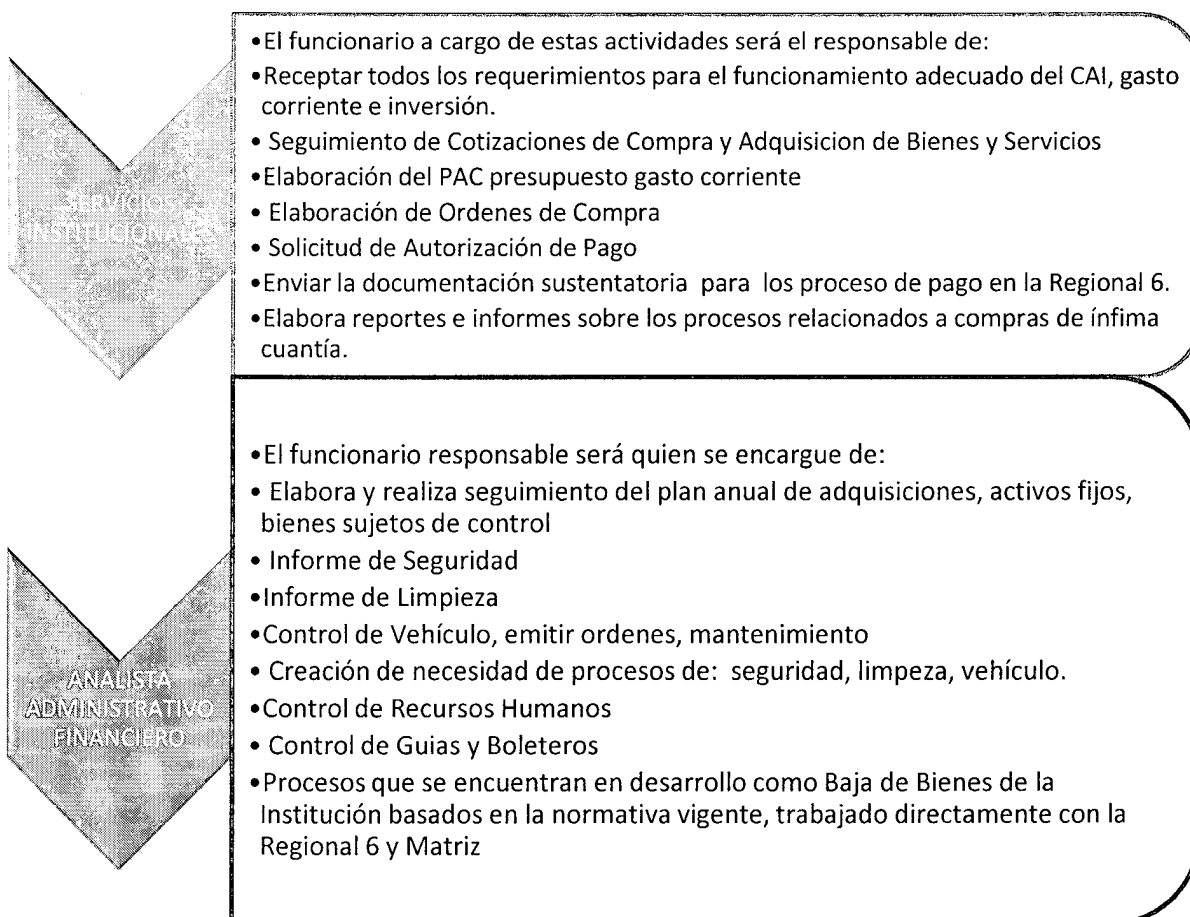 SERVICIOS
INSTITUCIONALES
•El funcionario a cargo de estas actividades será el responsable de:
•Receptar todos los requerimientos para el funcionamiento adecuado del CAI, gasto
corriente e inversión.
• Seguimiento de Cotizaciones de Compra y Adquisicion de Bienes y Servicios
•Elaboración del PAC presupuesto gasto corriente
• Elaboración de Ordenes de Compra
• Solicitud de Autorización de Pago
•Enviar la documentación sustentatoria para los proceso de pago en la Regional 6.
•Elabora reportes e informes sobre los procesos relacionados a compras de ínfima
cuantía.
ANALISTA
ADMINISTRATIVO
FINANCIERO
•El funcionario responsable será quien se encargue de:
• Elabora y realiza seguimiento del plan anual de adquisiciones, activos fijos,
bienes sujetos de control
• Informe de Seguridad
•Informe de Limpieza
•Control de Vehículo, emitir ordenes, mantenimiento
• Creación de necesidad de procesos de: seguridad, limpeza, vehículo.
•Control de Recursos Humanos
• Control de Guias y Boleteros
•Procesos que se encuentran en desarrollo como Baja de Bienes de la
Institución basados en la normativa vigente, trabajado directamente con la
Regional 6 y Matriz